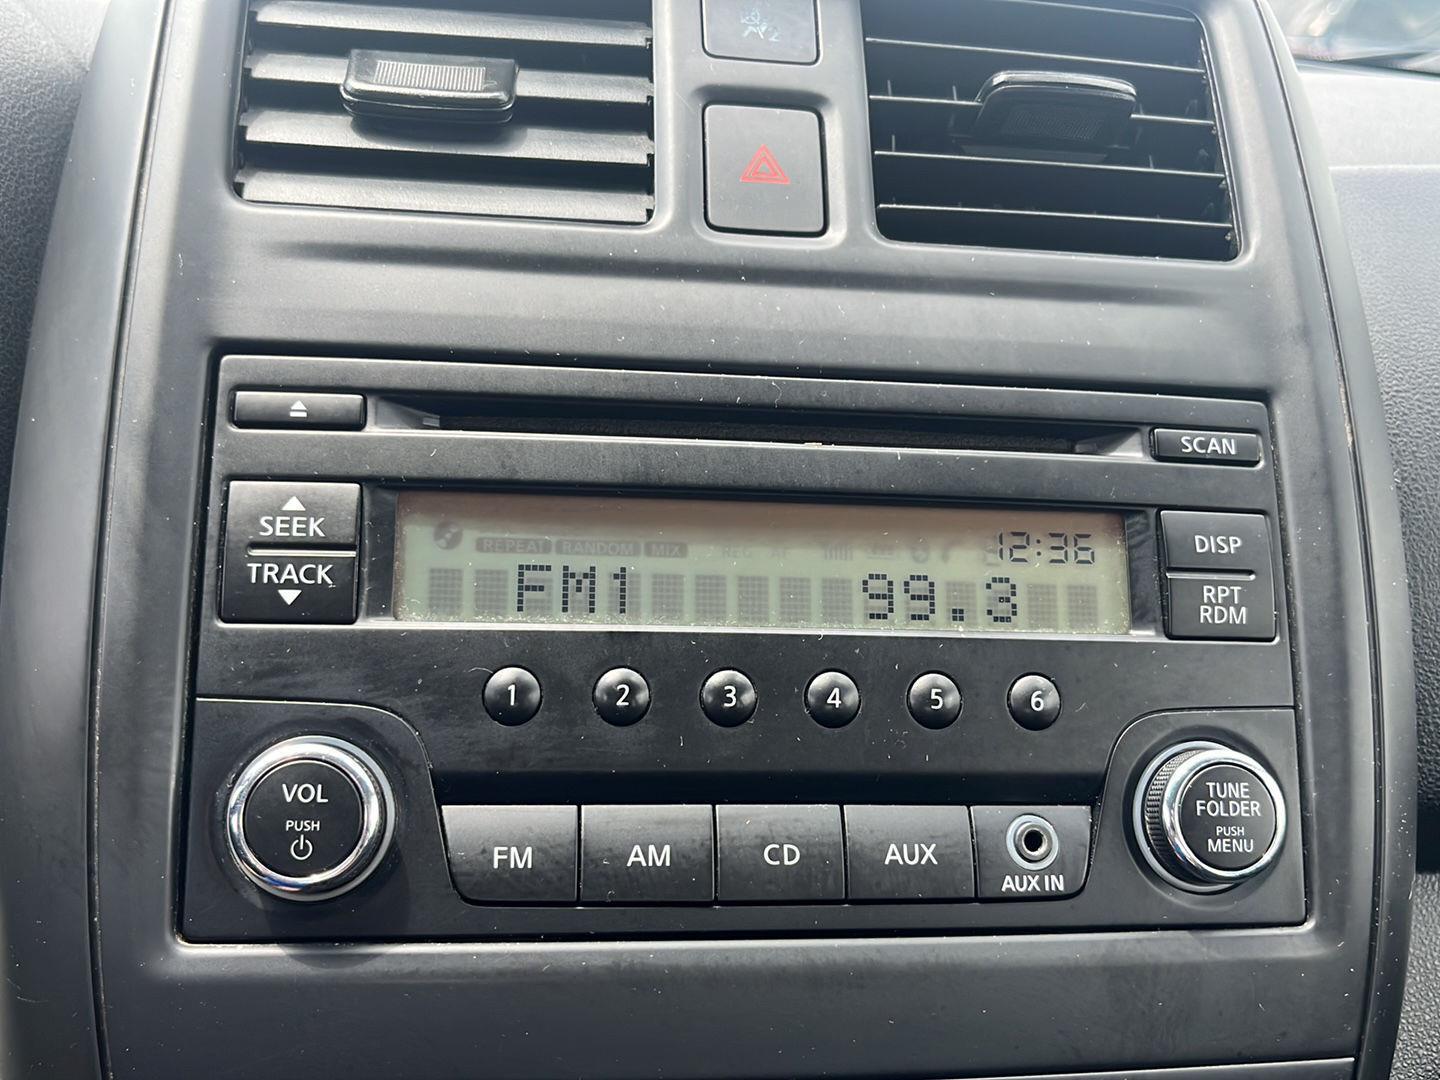 SCAN
SEEK
TRACK
REPEAT RANDOM MIX
12:36
FM1 99.3
DISP
RPT
RDM
1 2 3 4 5 6
VOL
PUSH
FM
AM
CD
AUX
AUX IN
TUNE
FOLDER
PUSH
MENU